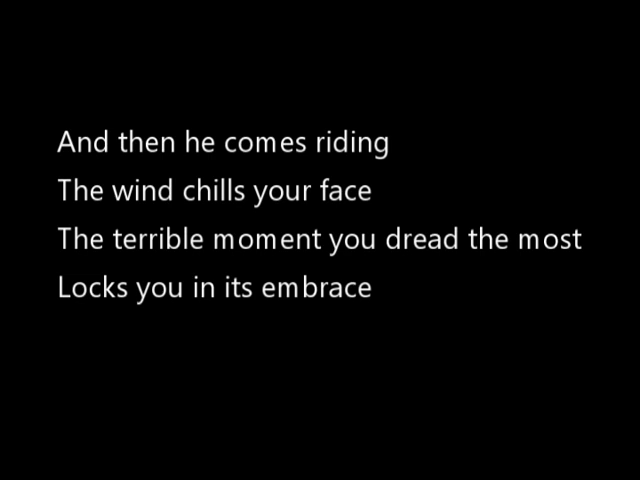 And then he comes riding
The wind chills your face
The terrible moment you dread the most
Locks you in its embrace